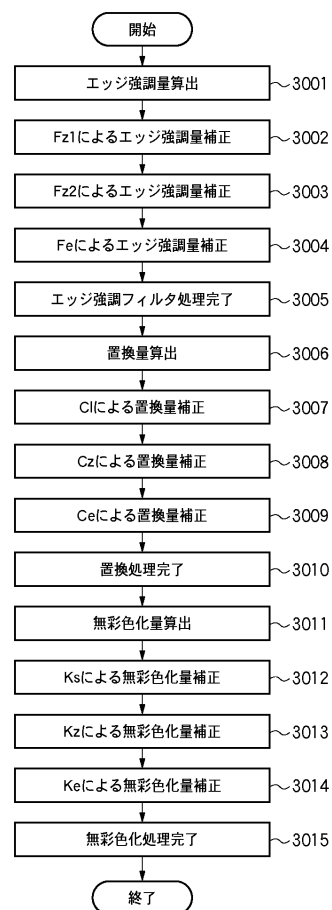 開始
エッジ強調量算出 3001
Fz1によるエッジ強調量補正 3002
Fz2によるエッジ強調量補正 3003
Feによるエッジ強調量補正 3004
エッジ強調フィルタ処理完了 3005
置換量算出 3006
Clによる置換量補正 3007
Czによる置換量補正 3008
Ceによる置換量補正 3009
置換処理完了 3010
無彩色化量算出 3011
Ksによる無彩色化量補正 3012
Kzによる無彩色化量補正 3013
Keによる無彩色化量補正 3014
無彩色化処理完了 3015
終了